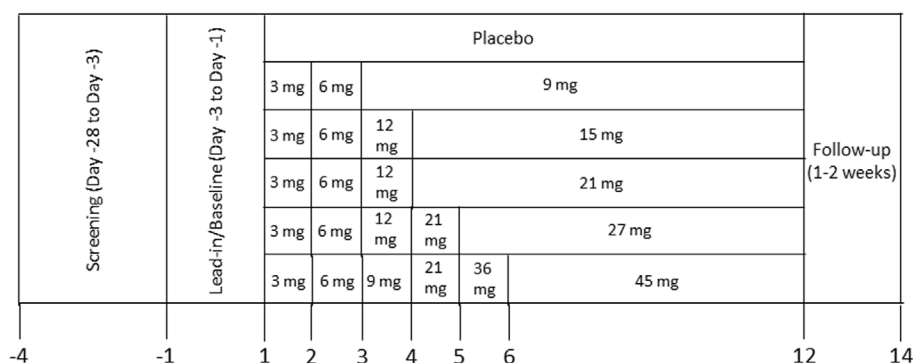 Screening (Day -28 to Day -3)
Lead-in/Baseline (Day -3 to Day -1)
Placebo
3 mg 6 mg 9 mg
3 mg 6 mg 12 mg 15 mg
3 mg 6 mg 12 mg 21 mg
3 mg 6 mg 12 mg 21 mg 27 mg
3 mg 6 mg 9 mg 21 mg 36 mg 45 mg
Follow-up
(1-2 weeks)
-4 -1 1 2 3 4 5 6 12 14